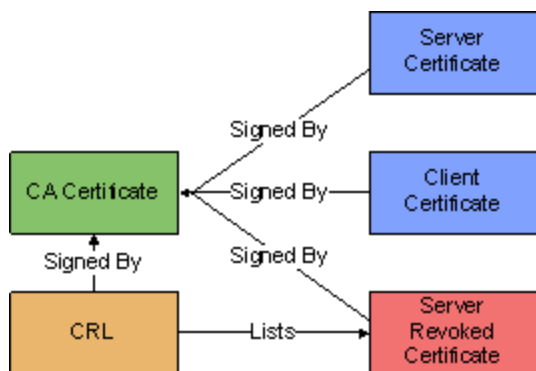 Server
Certificate
Signed By
CA Certificate
Signed By
Client
Certificate
Signed By
Signed By
CRL
Lists
Server
Revoked
Certificate